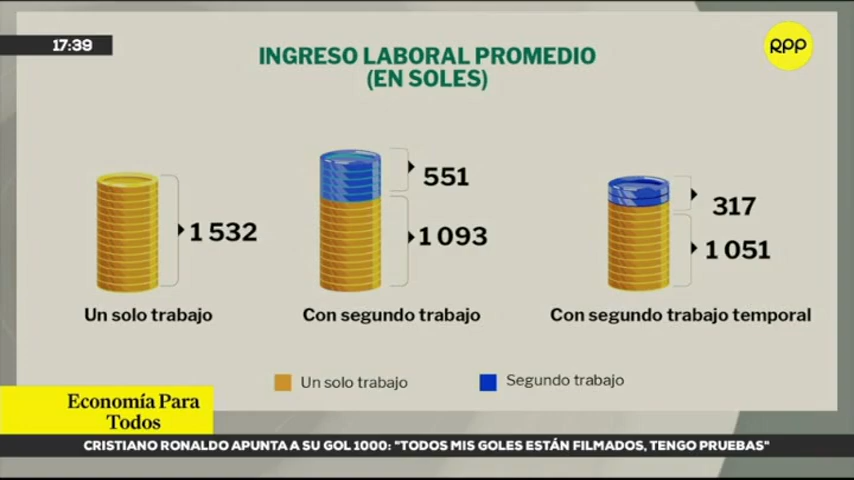 17:39
RPP
INGRESO LABORAL PROMEDIO
(EN SOLES)
1 532
551
1 093
317
1 051
Un solo trabajo
Con segundo trabajo
Con segundo trabajo temporal
Un solo trabajo
Segundo trabajo
Economía Para
Todos
CRISTIANO RONALDO APUNTA A SU GOL 1000: "TODOS MIS GOLES ESTÁN FILMADOS, TENGO PRUEBAS"